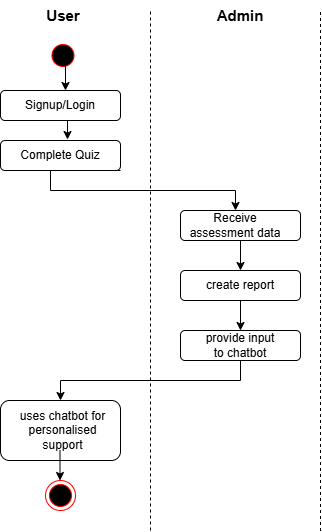 User
Admin
Signup/Login
Complete Quiz
Receive
assessment data
create report
provide input
to chatbot
uses chatbot for
personalised
support